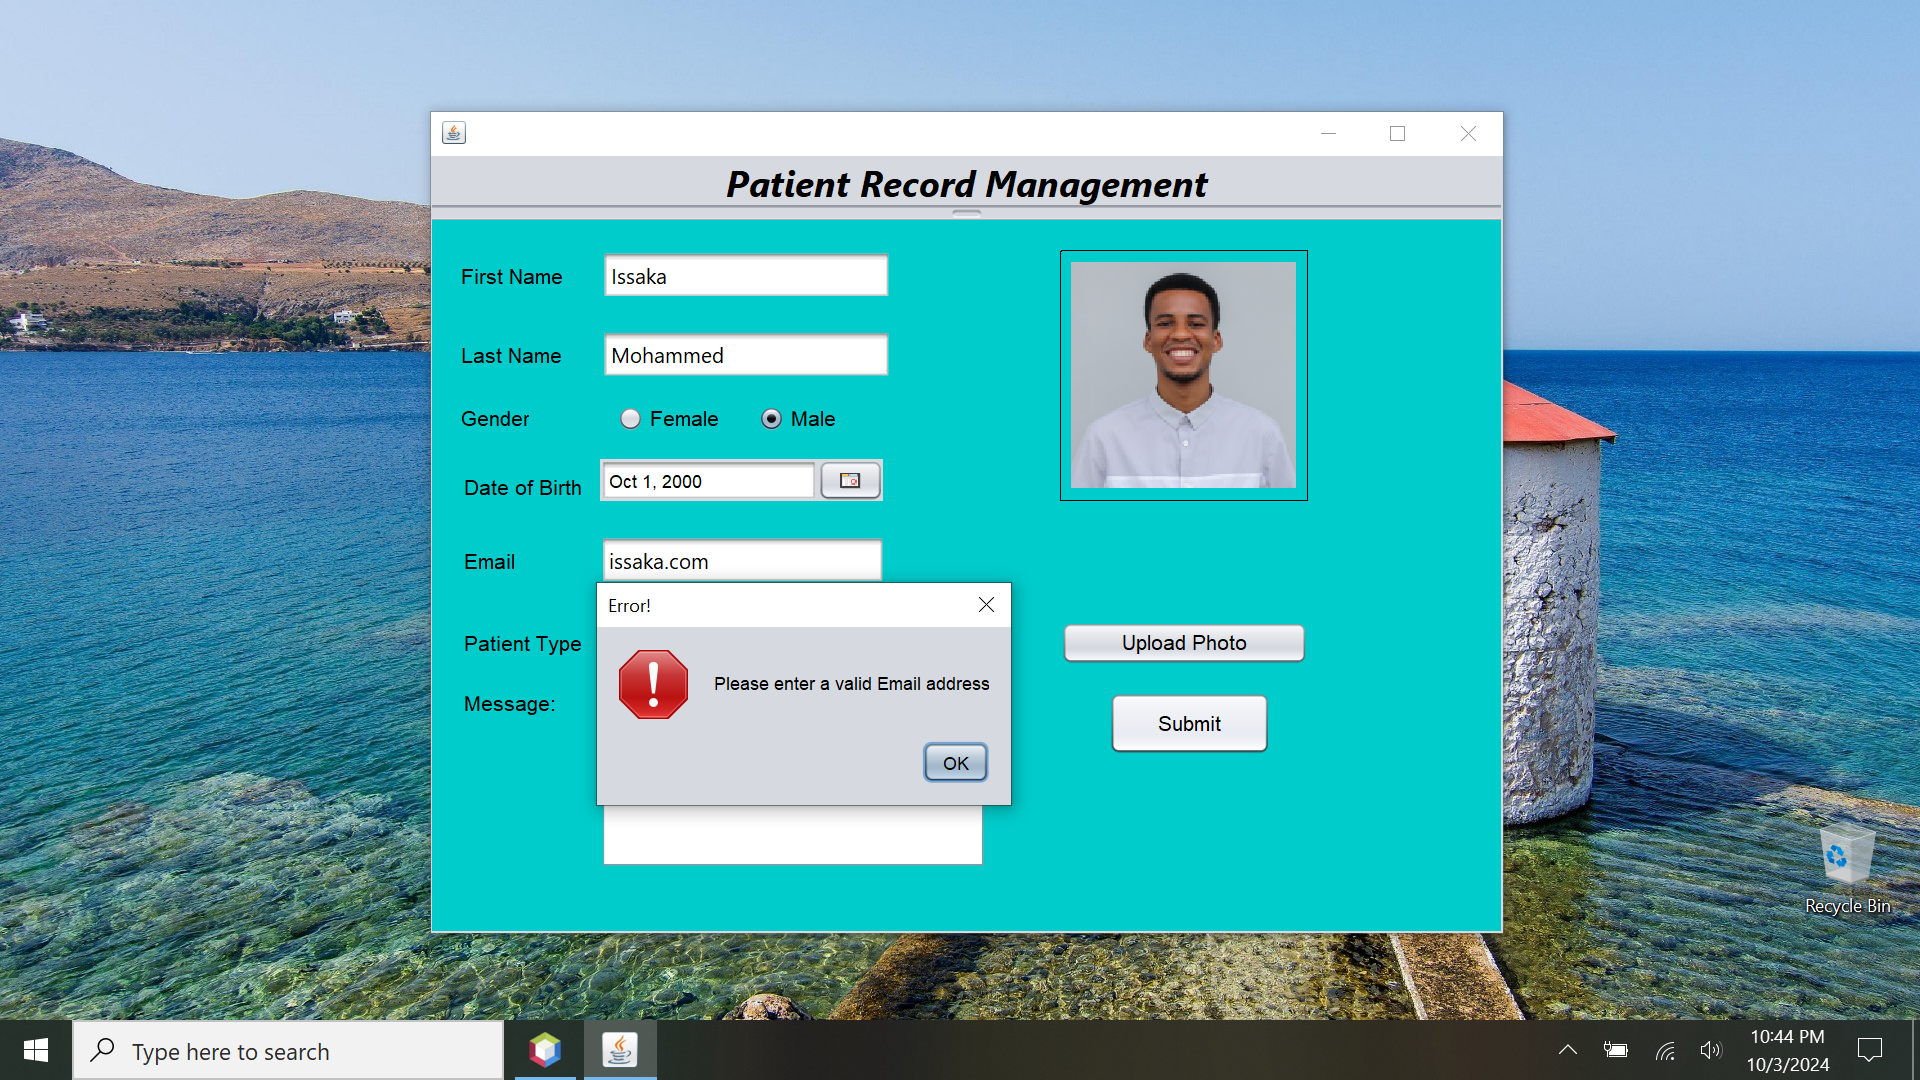 Patient Record Management
First Name
Issaka
Last Name
Mohammed
Gender
Female
Male
Date of Birth
Oct 1, 2000
Email
issaka.com
Error!
Please enter a valid Email address
OK
Patient Type
Message:
Upload Photo
Submit
Recycle Bin
Type here to search
10:44 PM
10/3/2024